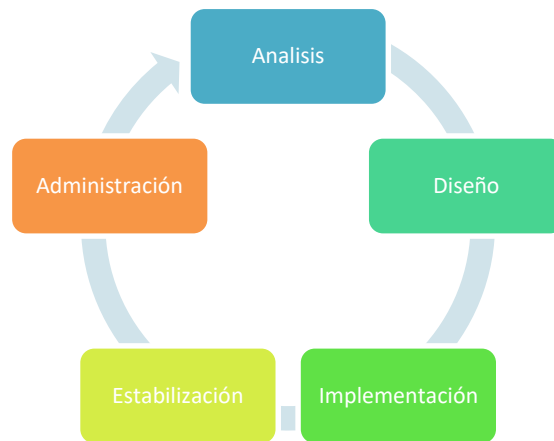 Analisis
Diseño
Implementación
Estabilización
Administración